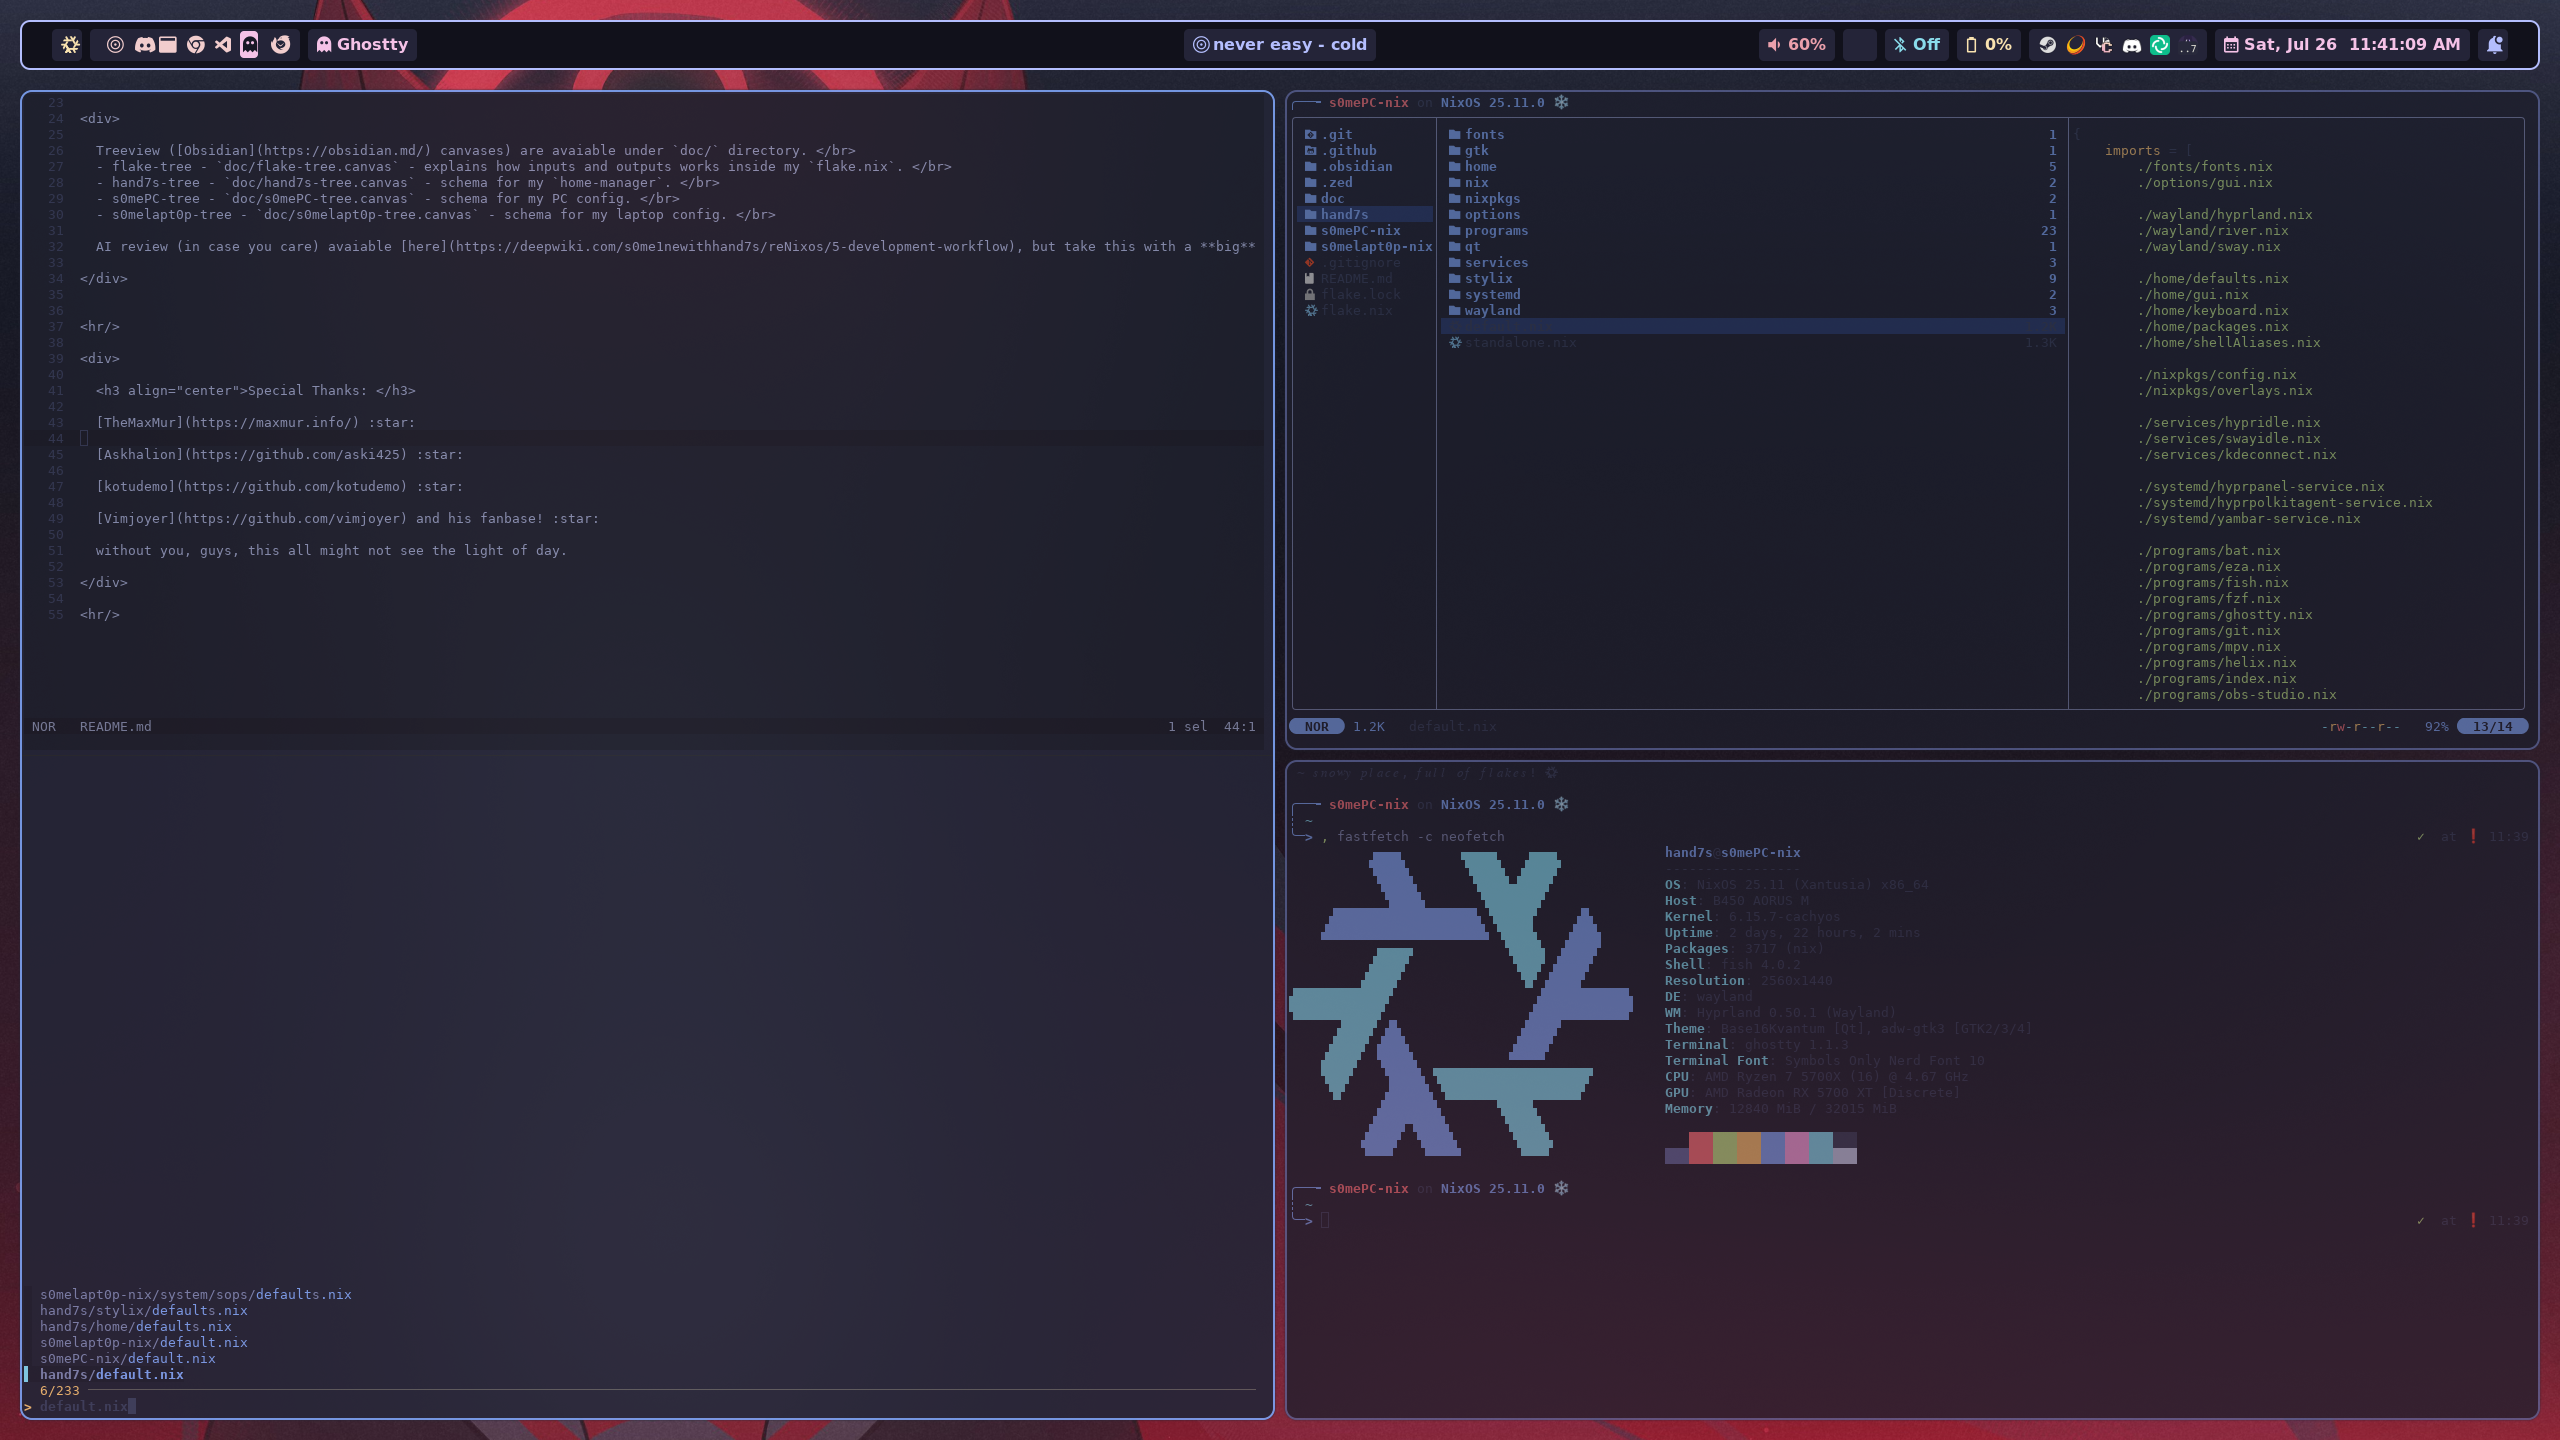 Ghostty
never easy - cold
60%
Off
0%
Sat, Jul 26  11:41:09 AM
23
24 <div>
25
26 Treeview ([Obsidian](https://obsidian.md/) canvases) are avaiable under `doc/` directory. </br>
27 - flake-tree - `doc/flake-tree.canvas` - explains how inputs and outputs works inside my `flake.nix`. </br>
28 - hand7s-tree - `doc/hand7s-tree.canvas` - schema for my `home-manager`. </br>
29 - s0mePC-tree - `doc/s0mePC-tree.canvas` - schema for my PC config. </br>
30 - s0melapt0p-tree - `doc/s0melapt0p-tree.canvas` - schema for my laptop config. </br>
31
32 AI review (in case you care) avaiable [here](https://deepwiki.com/s0me1newithhand7s/reNixos/5-development-workflow), but take this with a **big**
33
34 </div>
35
36
37 <hr/>
38
39 <div>
40
41 <h3 align="center">Special Thanks: </h3>
42
43 [TheMaxMur](https://maxmur.info/) :star:
44
45 [Askhalion](https://github.com/aski425) :star:
46
47 [kotudemo](https://github.com/kotudemo) :star:
48
49 [Vimjoyer](https://github.com/vimjoyer) and his fanbase! :star:
50
51 without you, guys, this all might not see the light of day.
52
53 </div>
54
55 <hr/>
NOR README.md 1 sel 44:1
s0melapt0p-nix/system/sops/defaults.nix
hand7s/stylix/defaults.nix
hand7s/home/defaults.nix
s0melapt0p-nix/default.nix
s0mePC-nix/default.nix
hand7s/default.nix
6/233
> default.nix
s0mePC-nix on NixOS 25.11.0 ❄️
.git
.github
.obsidian
.zed
doc
hand7s
s0mePC-nix
s0melapt0p-nix
.gitignore
README.md
flake.lock
flake.nix
fonts 1
gtk 1
home 5
nix 2
nixpkgs 2
options 1
programs 23
qt 1
services 3
stylix 9
systemd 2
wayland 3
standalone.nix 1.3K
{
imports = [
./fonts/fonts.nix
./options/gui.nix
./wayland/hyprland.nix
./wayland/river.nix
./wayland/sway.nix
./home/defaults.nix
./home/gui.nix
./home/keyboard.nix
./home/packages.nix
./home/shellAliases.nix
./nixpkgs/config.nix
./nixpkgs/overlays.nix
./services/hypridle.nix
./services/swayidle.nix
./services/kdeconnect.nix
./systemd/hyprpanel-service.nix
./systemd/hyprpolkitagent-service.nix
./systemd/yambar-service.nix
./programs/bat.nix
./programs/eza.nix
./programs/fish.nix
./programs/fzf.nix
./programs/ghostty.nix
./programs/git.nix
./programs/mpv.nix
./programs/helix.nix
./programs/index.nix
./programs/obs-studio.nix
NOR 1.2K default.nix -rw-r--r-- 92% 13/14
~ snowy place, full of flakes!
s0mePC-nix on NixOS 25.11.0 ❄️
~
> , fastfetch -c neofetch ✓ at ❗ 11:39
hand7s@s0mePC-nix
-----------------
OS: NixOS 25.11 (Xantusia) x86_64
Host: B450 AORUS M
Kernel: 6.15.7-cachyos
Uptime: 2 days, 22 hours, 2 mins
Packages: 3717 (nix)
Shell: fish 4.0.2
Resolution: 2560x1440
DE: wayland
WM: Hyprland 0.50.1 (Wayland)
Theme: Base16Kvantum [Qt], adw-gtk3 [GTK2/3/4]
Terminal: ghostty 1.1.3
Terminal Font: Symbols Only Nerd Font 10
CPU: AMD Ryzen 7 5700X (16) @ 4.67 GHz
GPU: AMD Radeon RX 5700 XT [Discrete]
Memory: 12840 MiB / 32015 MiB
s0mePC-nix on NixOS 25.11.0 ❄️
~
> ✓ at ❗ 11:39